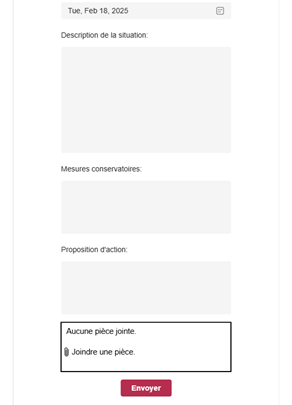 Tue, Feb 18, 2025
Description de la situation:
Mesures conservatoires:
Proposition d'action:
Aucune pièce jointe.
Joindre une pièce.
Envoyer